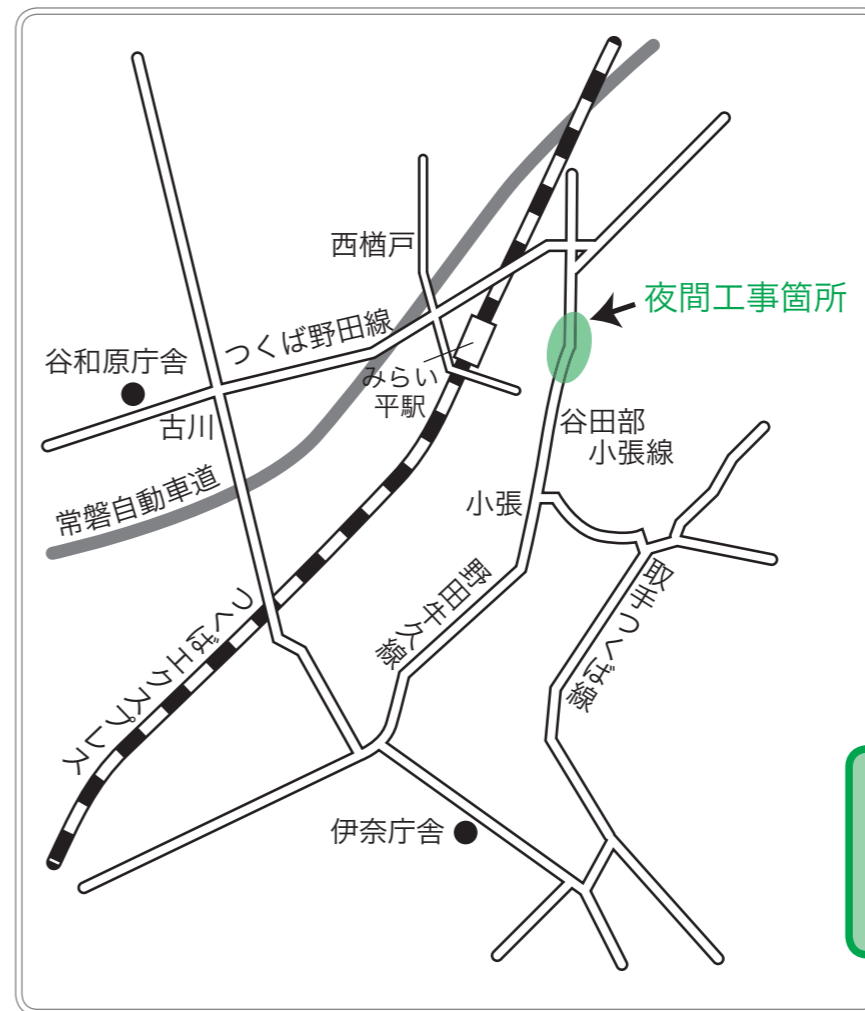 西楢戸
夜間工事箇所
つくば野田線
谷和原庁舎
みらい
平駅
古川
谷田部
小張線
常磐自動車道
小張
野田牛久線
取手つくば線
つくばエクスプレス
伊奈庁舎